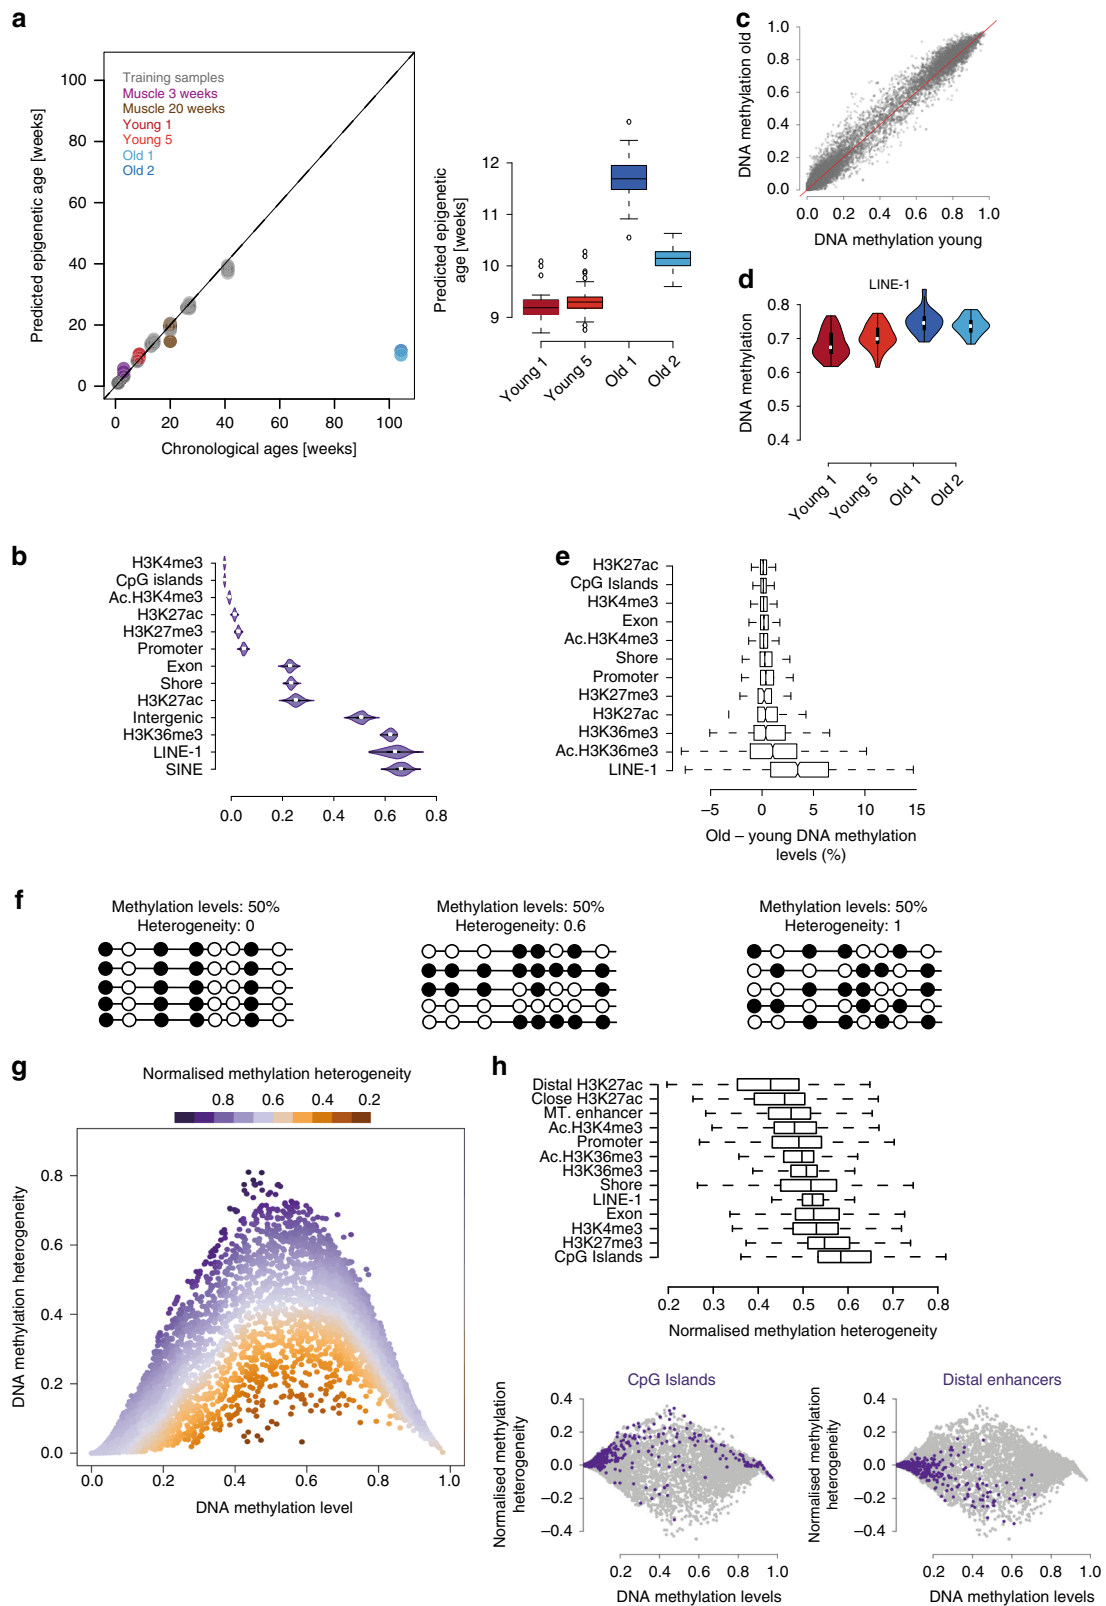 a
Predicted epigenetic age [weeks]
100
80
60
40
20
0
Training samples
Muscle 3 weeks
Muscle 20 weeks
Young 1
Young 5
Old 1
Old 2
0 20 40 60 80 100
Chronological ages [weeks]
Predicted epigenetic
age [weeks]
12
11
10
9
Young 1
Young 5
Old 1
Old 2
c
DNA methylation old
1.0
0.8
0.6
0.4
0.2
0.0
0.0 0.2 0.4 0.6 0.8 1.0
DNA methylation young
d
LINE-1
DNA methylation
0.8
0.7
0.6
0.5
0.4
Young 1
Young 5
Old 1
Old 2
b
H3K4me3
CpG islands
Ac.H3K4me3
H3K27ac
H3K27me3
Promoter
Exon
Shore
H3K27ac
Intergenic
H3K36me3
LINE-1
SINE
0.0 0.2 0.4 0.6 0.8
e
H3K27ac
CpG Islands
H3K4me3
Exon
Ac.H3K4me3
Shore
Promoter
H3K27me3
H3K27ac
H3K36me3
Ac.H3K36me3
LINE-1
−5 0 5 10 15
Old – young DNA methylation
levels (%)
f
Methylation levels: 50%
Heterogeneity: 0
Methylation levels: 50%
Heterogeneity: 0.6
Methylation levels: 50%
Heterogeneity: 1
g
Normalised methylation heterogeneity
0.8 0.6 0.4 0.2
DNA methylation heterogeneity
0.8
0.6
0.4
0.2
0.0
0.0 0.2 0.4 0.6 0.8 1.0
DNA methylation level
h
Distal H3K27ac
Close H3K27ac
MT. enhancer
Ac.H3K4me3
Promoter
Ac.H3K36me3
H3K36me3
Shore
LINE-1
Exon
H3K4me3
H3K27me3
CpG Islands
0.2 0.3 0.4 0.5 0.6 0.7 0.8
Normalised methylation heterogeneity
CpG Islands
Normalised methylation
heterogeneity
0.4
0.2
0.0
−0.2
−0.4
0.2 0.4 0.6 0.8 1.0
DNA methylation levels
Distal enhancers
Normalised methylation
heterogeneity
0.4
0.2
0.0
−0.2
−0.4
0.2 0.4 0.6 0.8 1.0
DNA methylation levels